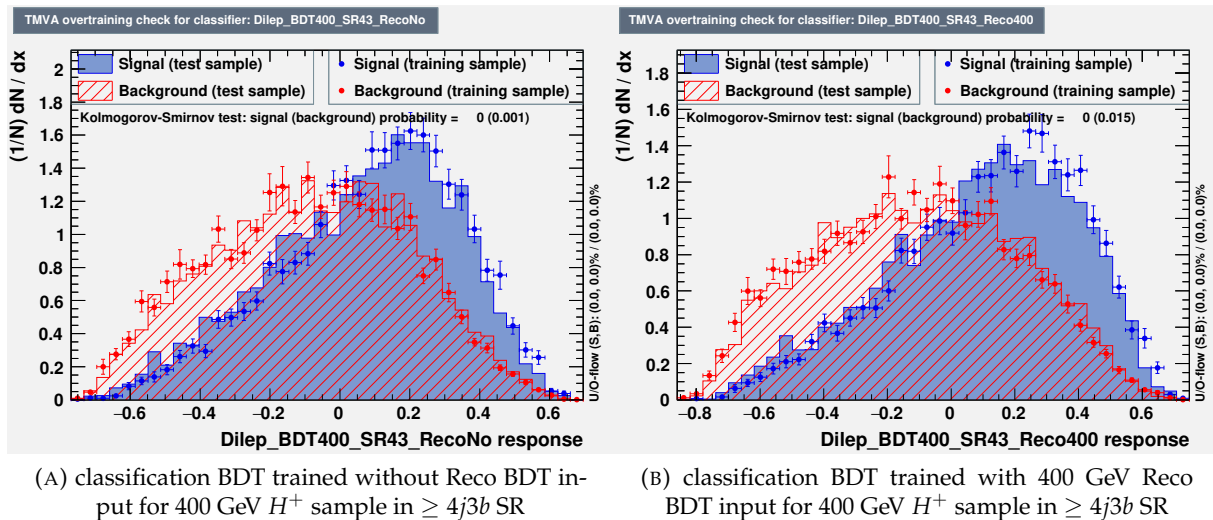 TMVA overtraining check for classifier: Dilep_BDT400_SR43_RecoNo
(1/N) dN / dx
Signal (test sample)
Background (test sample)
Signal (training sample)
Background (training sample)
Kolmogorov-Smirnov test: signal (background) probability = 0 (0.001)
2
1.8
1.6
1.4
1.2
1
0.8
0.6
0.4
0.2
0
−0.6 −0.4 −0.2 0 0.2 0.4 0.6
Dilep_BDT400_SR43_RecoNo response
U/O-flow (S,B): (0.0, 0.0)% / (0.0, 0.0)%
(A) classification BDT trained without Reco BDT in-
put for 400 GeV H+ sample in ≥ 4j3b SR
TMVA overtraining check for classifier: Dilep_BDT400_SR43_Reco400
(1/N) dN / dx
Signal (test sample)
Background (test sample)
Signal (training sample)
Background (training sample)
Kolmogorov-Smirnov test: signal (background) probability = 0 (0.015)
1.8
1.6
1.4
1.2
1
0.8
0.6
0.4
0.2
0
−0.8 −0.6 −0.4 −0.2 0 0.2 0.4 0.6
Dilep_BDT400_SR43_Reco400 response
U/O-flow (S,B): (0.0, 0.0)% / (0.0, 0.0)%
(B) classification BDT trained with 400 GeV Reco
BDT input for 400 GeV H+ sample in ≥ 4j3b SR